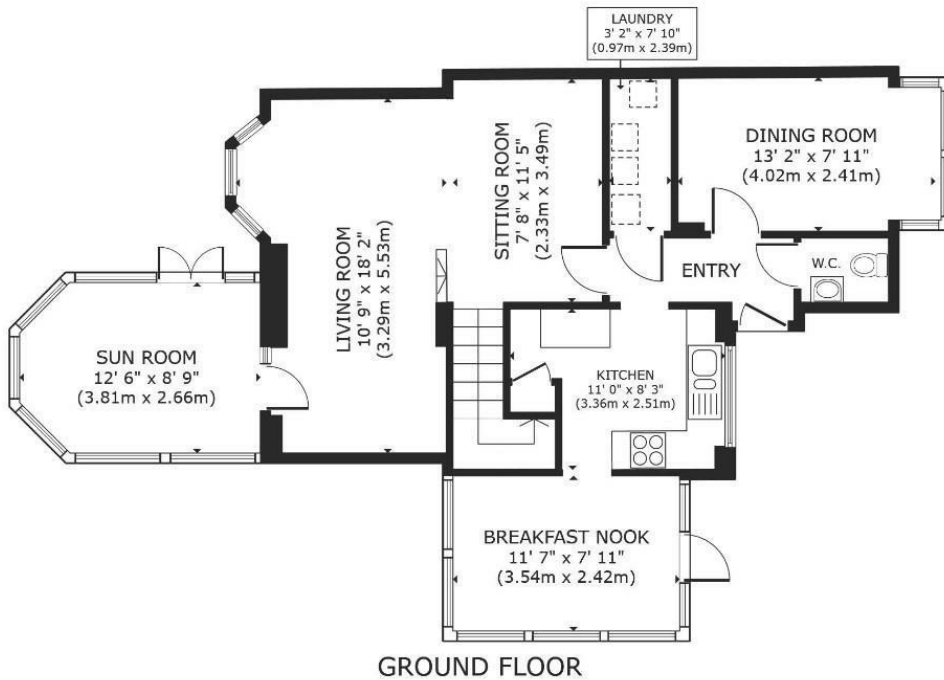 LAUNDRY
3' 2" x 7' 10"
(0.97m x 2.39m)
DINING ROOM
13' 2" x 7' 11"
(4.02m x 2.41m)
SITTING ROOM
7' 8" x 11' 5"
(2.33m x 3.49m)
LIVING ROOM
10' 9" x 18' 2"
(3.29m x 5.53m)
ENTRY
W.C.
SUN ROOM
12' 6" x 8' 9"
(3.81m x 2.66m)
KITCHEN
11' 0" x 8' 3"
(3.36m x 2.51m)
BREAKFAST NOOK
11' 7" x 7' 11"
(3.54m x 2.42m)
GROUND FLOOR